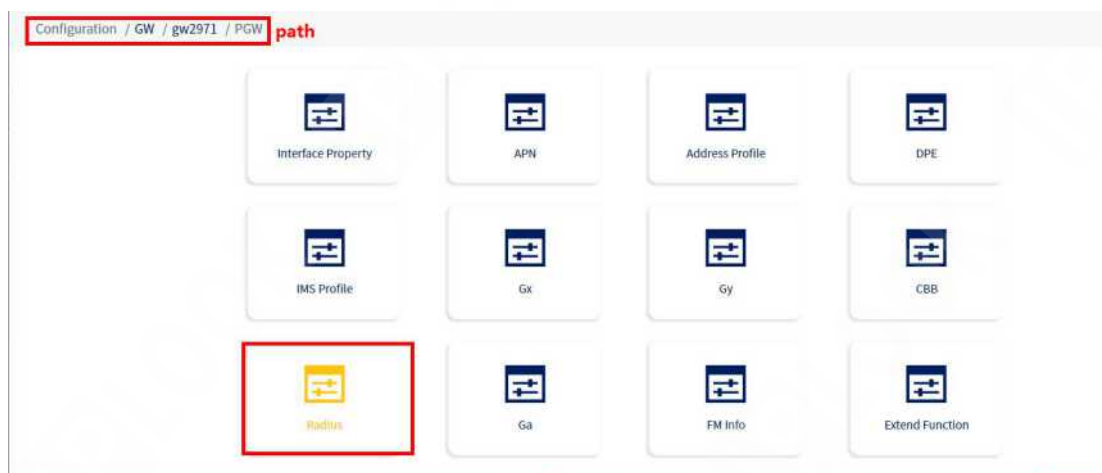 Configuration / GW / gw2971 / PGW path
Interface Property APN Address Profile DPE
IMS Profile Gx Gy CBB
Radius Ga FM Info Extend Function